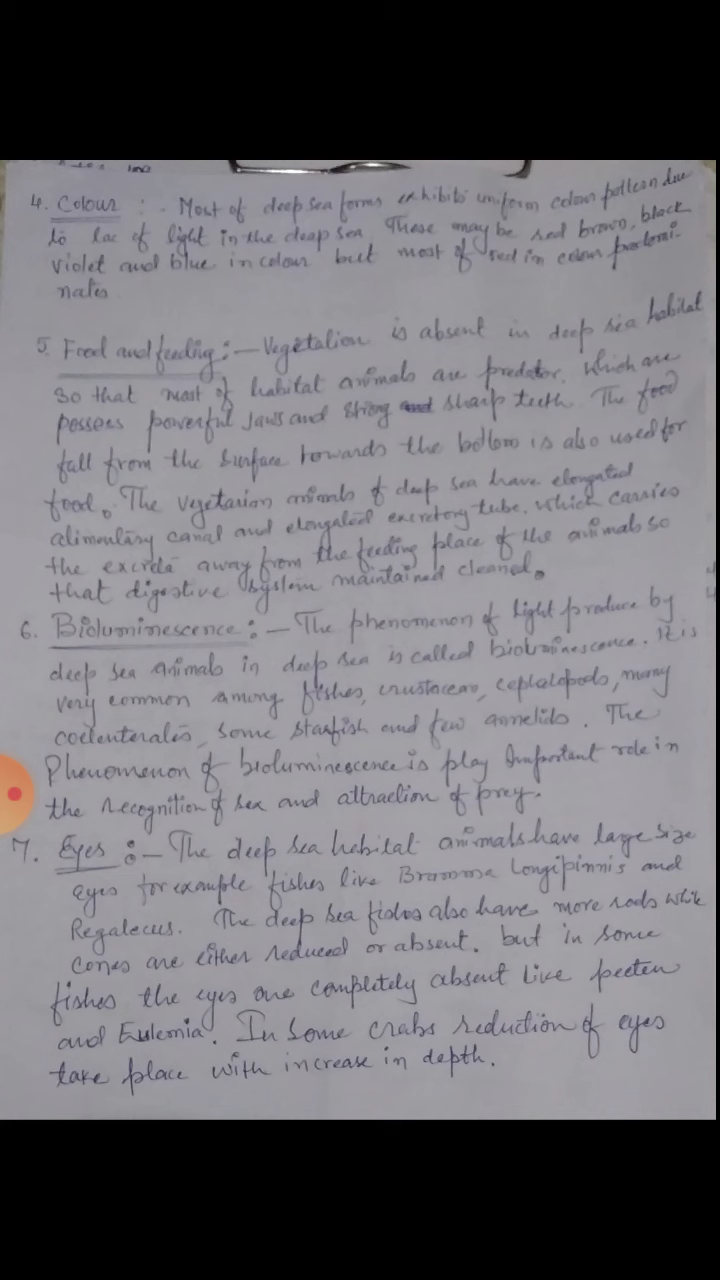 4. Colour :- Most of deep sea forms exhibits uniform colour pattern due
to lac of light in the deep sea These may be red brown, black
violet and blue in colour but most of red in colour predomi-
nates
5. Food and feeding :- Vegetation is absent in deep sea habital
so that most of habitat animals are predator. Which are
possess powerful Jaws and strong sharp teeth. The food
fall from the surface towards the bottom is also used for
food. The vegetarion animals of deep sea have elongated
alimentary canal and elongated excretory tube. Which carries
the excreta away from the feeding place of the animals so
that digestive system maintained cleaned.
6. Bioluminescence :- The phenomenon of light produce by
deep sea animals in deep sea is called bioluminescence. It is
very common among fishes, crustacean, cephalopods, many
coelenterates, some starfish and few annelids. The
Phenomenon of bioluminescence is play Important role in
the recognition of sex and attraction of prey.
7. Eyes :- The deep sea habital animals have large size
eyes for example fishes live Bramma Longipinnis and
Regalecus. The deep sea fishes also have more rods while
cones are either reduced or absent. but in some
fishes the eyes are completely absent live pecten
and Eulemia. In some crabs reduction of eyes
take place with increase in depth.